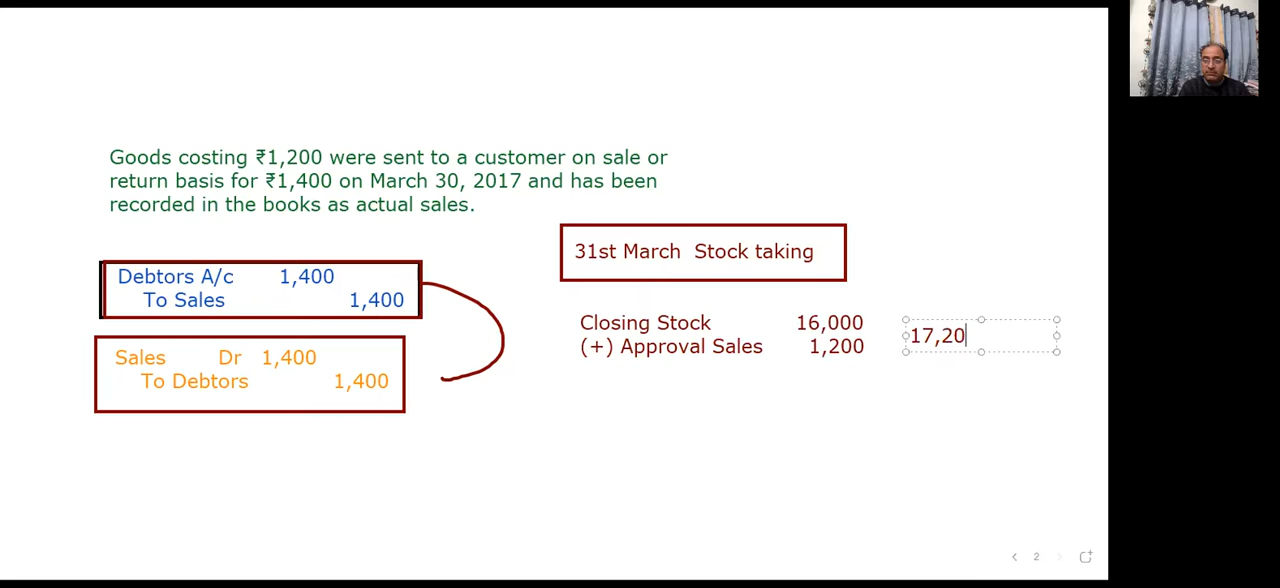 Goods costing ₹1,200 were sent to a customer on sale or
return basis for ₹1,400 on March 30, 2017 and has been
recorded in the books as actual sales.
31st March Stock taking
Debtors A/c 1,400
To Sales 1,400
Closing Stock 16,000
(+) Approval Sales 1,200
17,20
Sales Dr 1,400
To Debtors 1,400
2